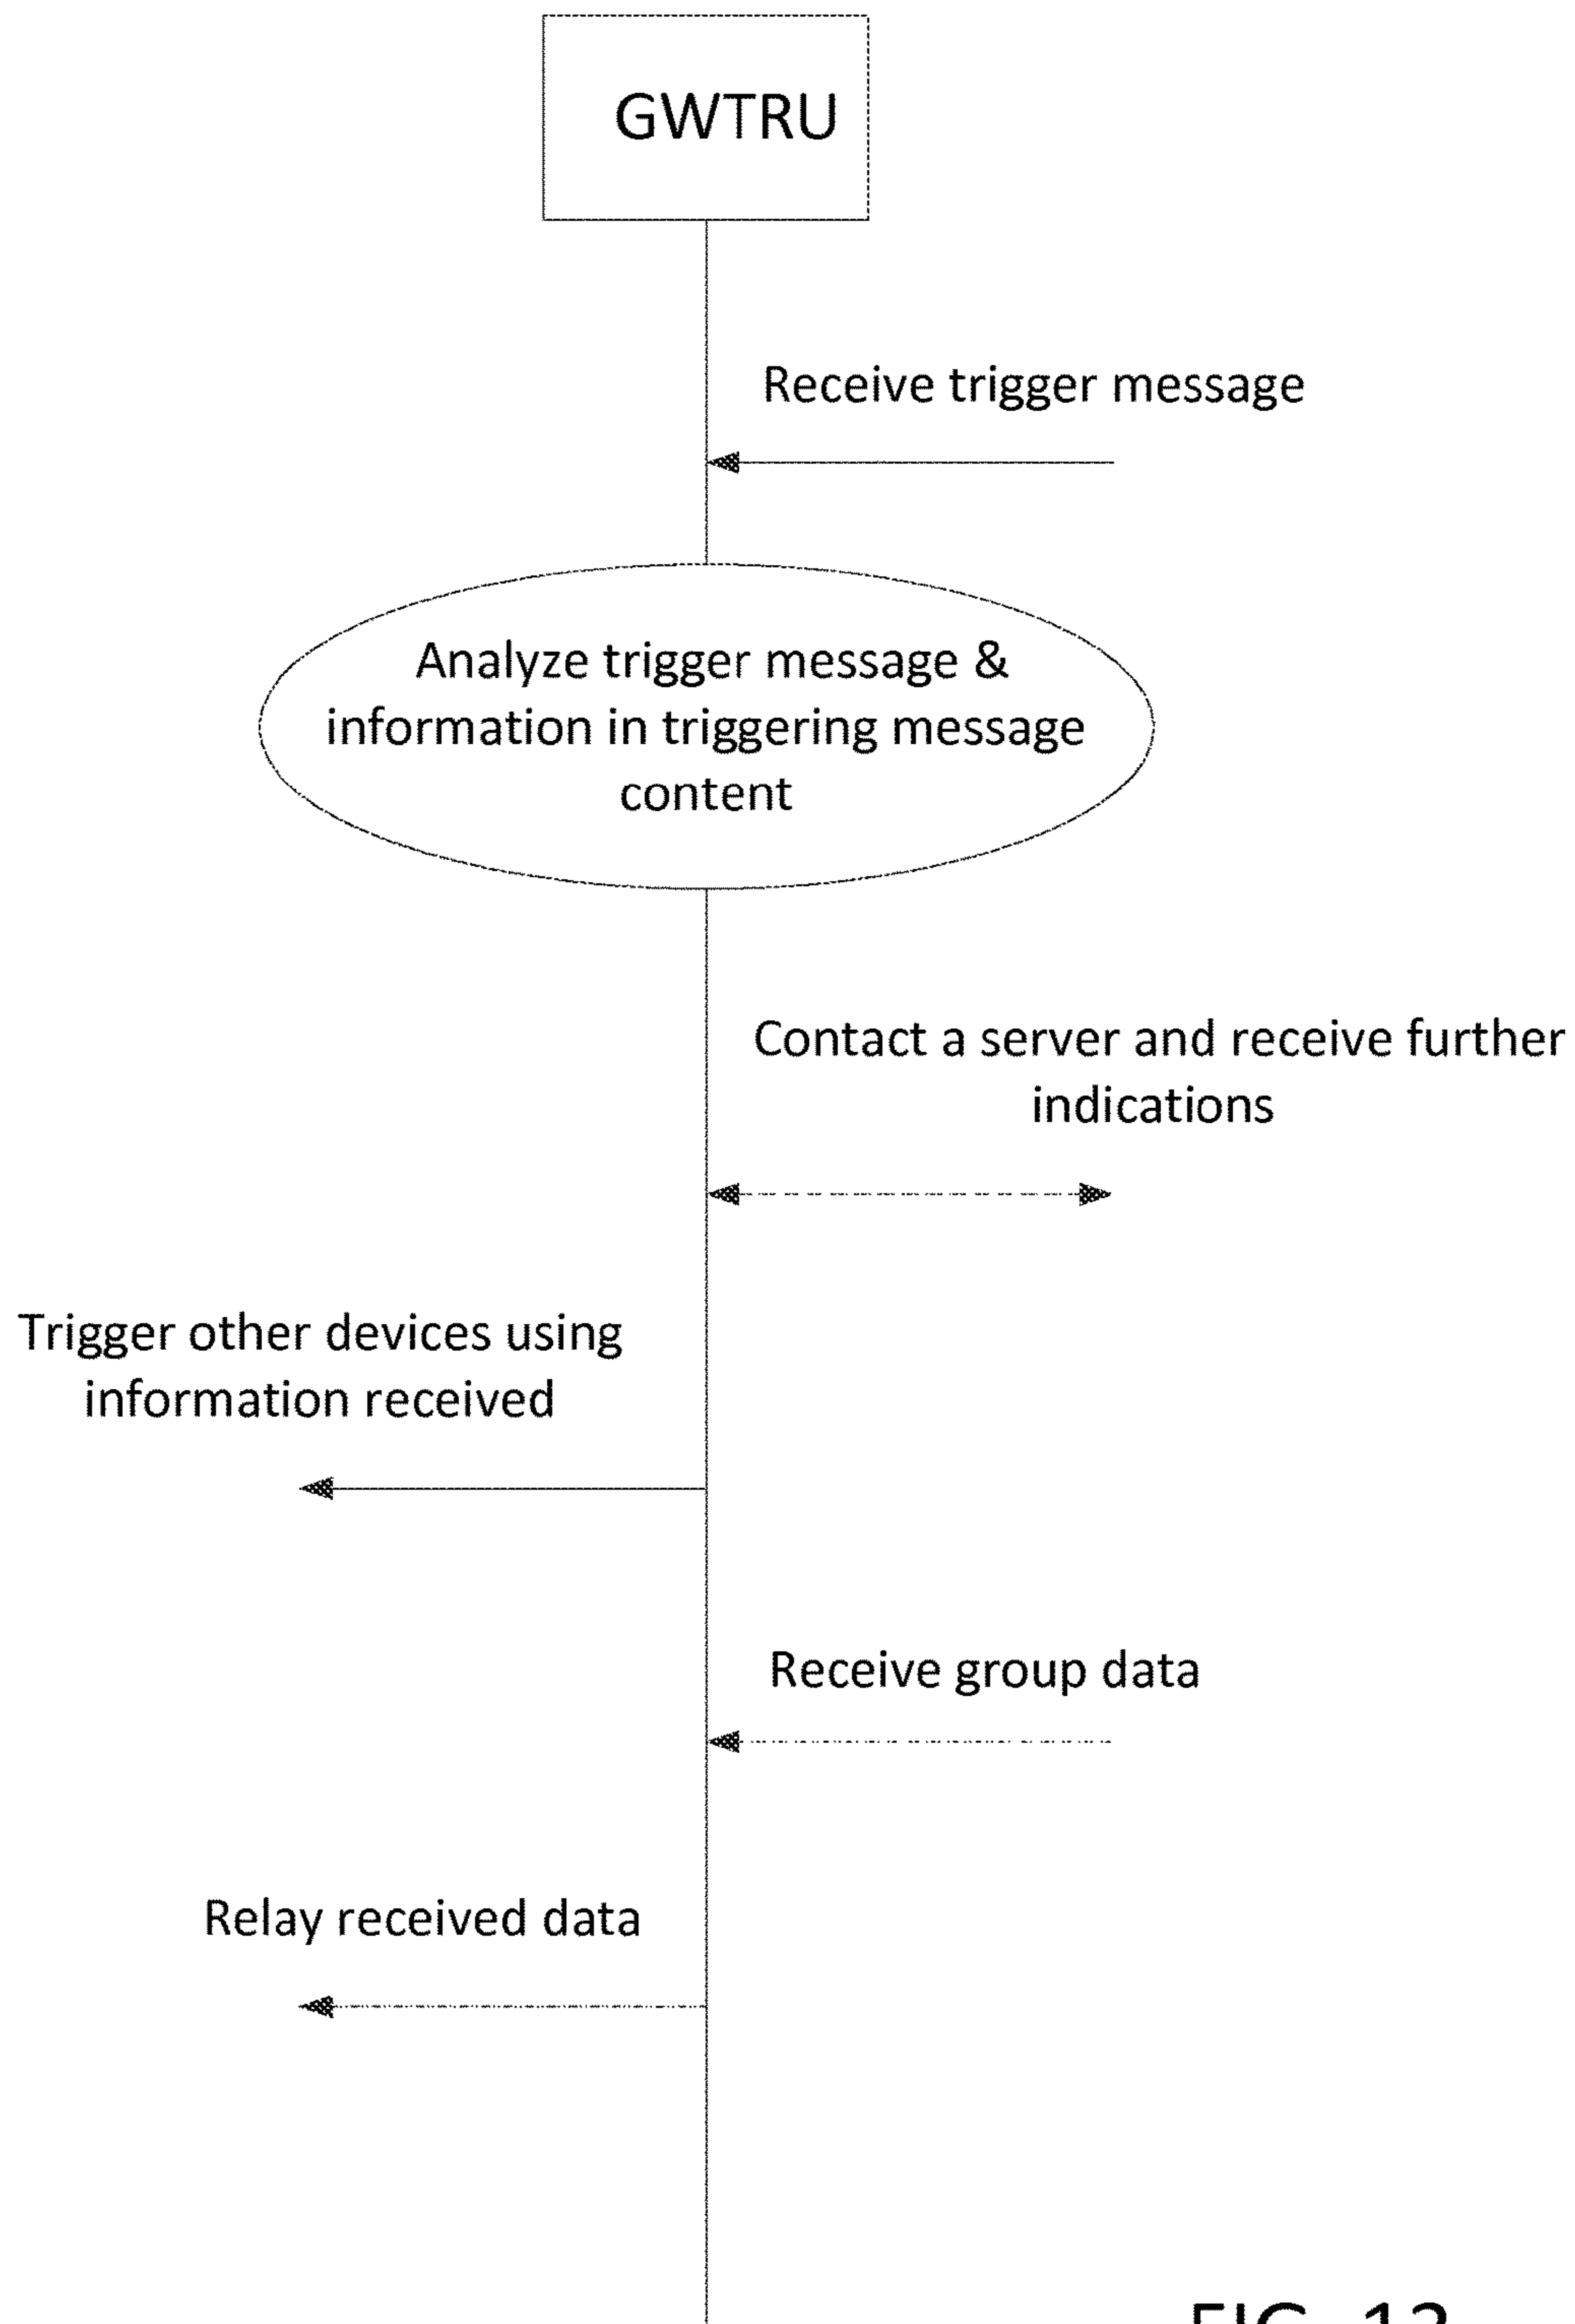 GWTRU
Receive trigger message
Analyze trigger message &
information in triggering message
content
Contact a server and receive further
indications
Trigger other devices using
information received
Receive group data
Relay received data